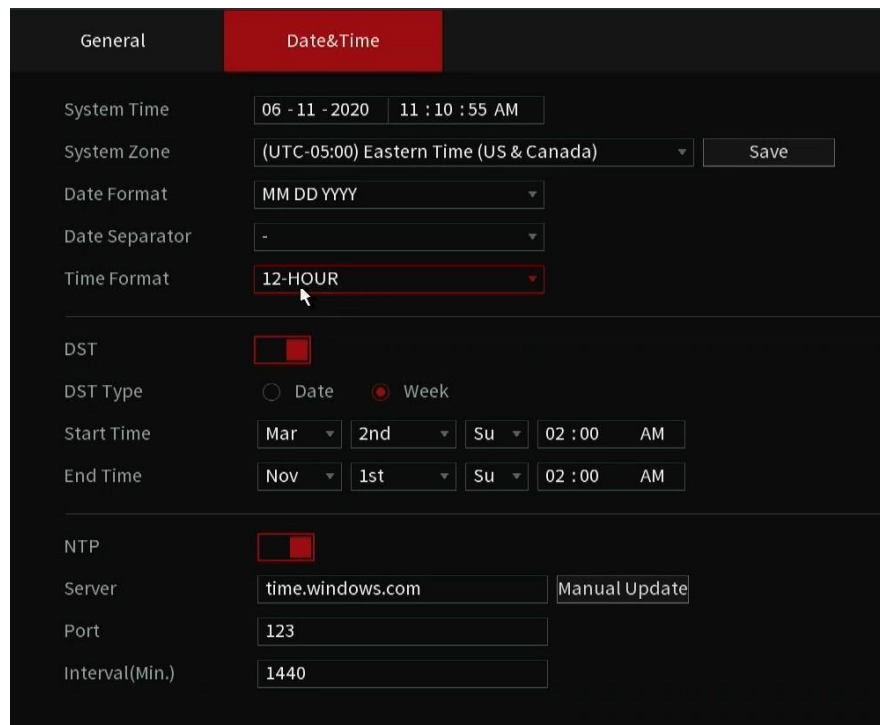 General Date&Time
System Time 06 - 11 - 2020 11 : 10 : 55 AM
System Zone (UTC-05:00) Eastern Time (US & Canada) Save
Date Format MM DD YYYY
Date Separator -
Time Format 12-HOUR
DST
DST Type Date Week
Start Time Mar 2nd Su 02 : 00 AM
End Time Nov 1st Su 02 : 00 AM
NTP
Server time.windows.com Manual Update
Port 123
Interval(Min.) 1440